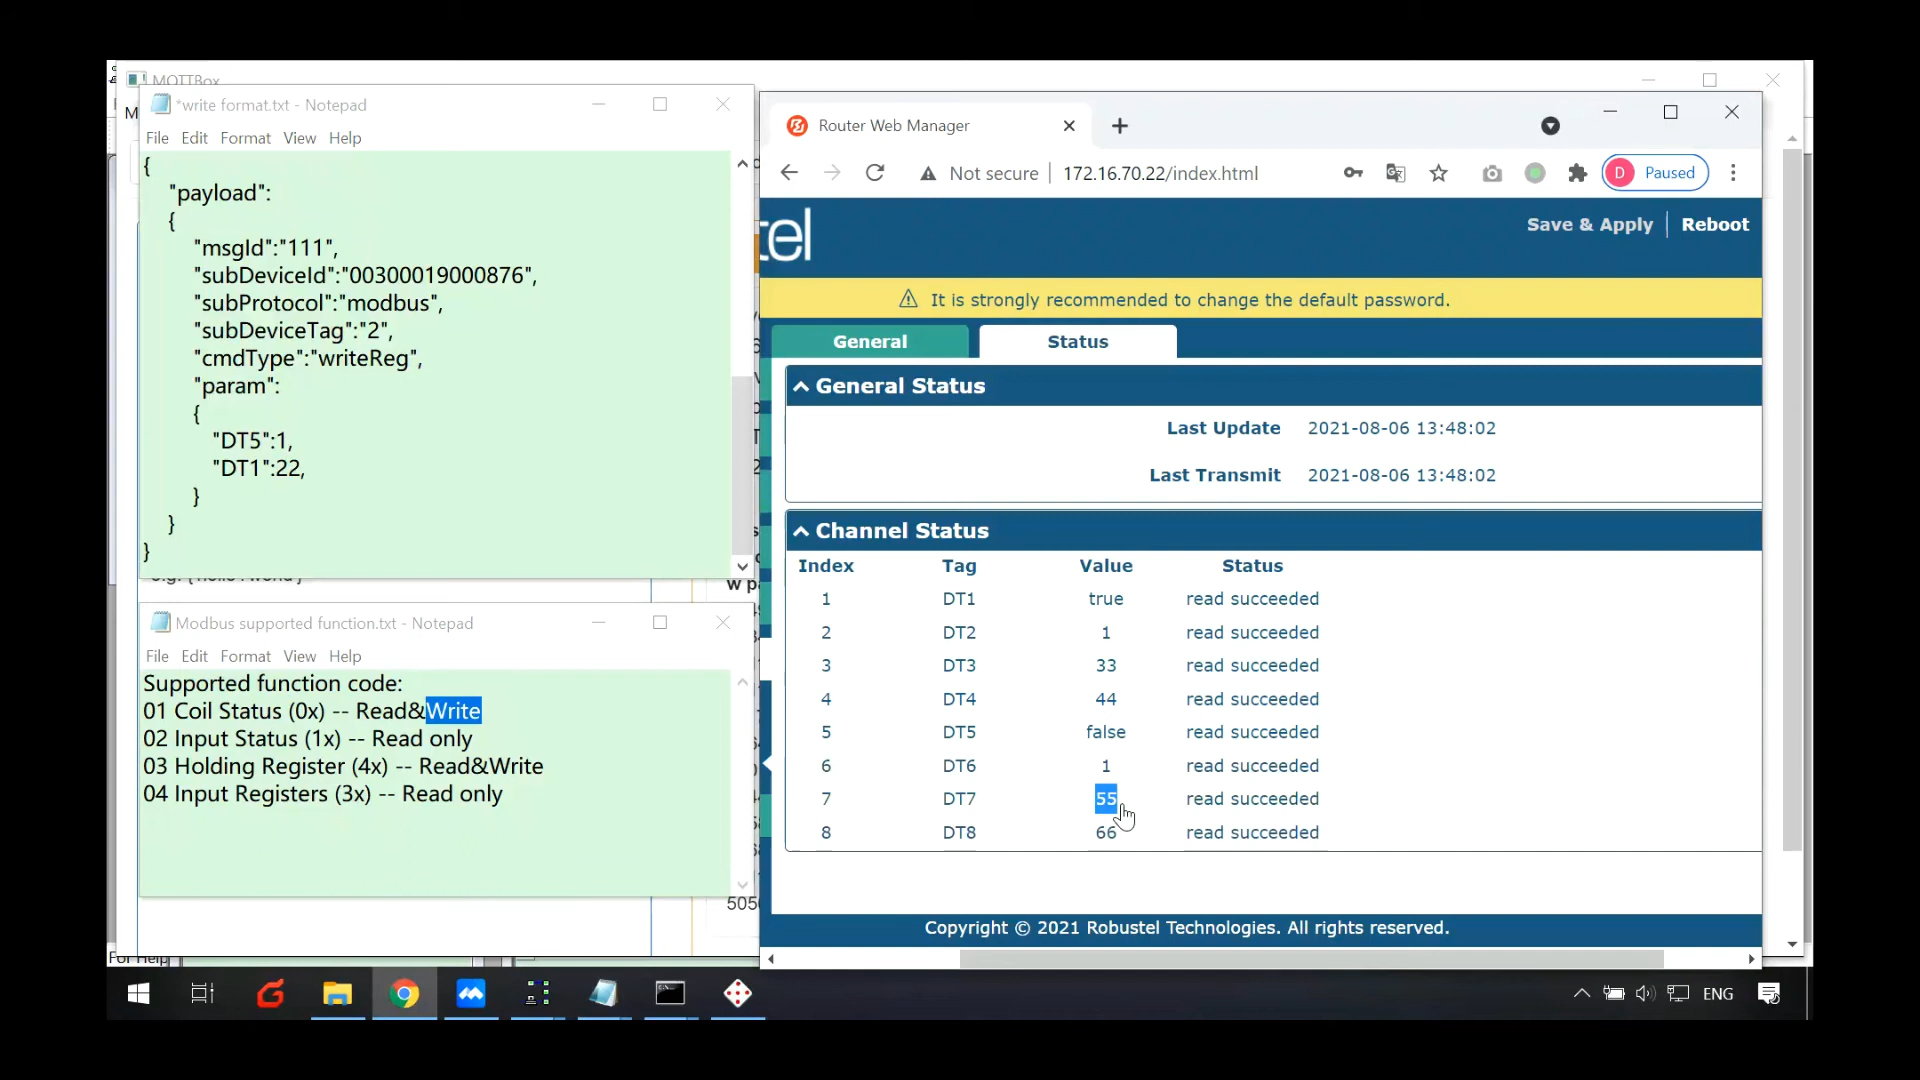 MQTTBox
M
*write format.txt - Notepad
File Edit Format View Help
{
"payload":
{
"msgId":"111",
"subDeviceId":"00300019000876",
"subProtocol":"modbus",
"subDeviceTag":"2",
"cmdType":"writeReg",
"param":
{
"DT5":1,
"DT1":22,
}
}
}
w pa
Modbus supported function.txt - Notepad
File Edit Format View Help
Supported function code:
01 Coil Status (0x) -- Read&Write
02 Input Status (1x) -- Read only
03 Holding Register (4x) -- Read&Write
04 Input Registers (3x) -- Read only
505
For Help
Router Web Manager
Not secure 172.16.70.22/index.html
D Paused
tel
Save & Apply Reboot
It is strongly recommended to change the default password.
General Status
General Status
Last Update 2021-08-06 13:48:02
Last Transmit 2021-08-06 13:48:02
Channel Status
Index Tag Value Status
1 DT1 true read succeeded
2 DT2 1 read succeeded
3 DT3 33 read succeeded
4 DT4 44 read succeeded
5 DT5 false read succeeded
6 DT6 1 read succeeded
7 DT7 55 read succeeded
8 DT8 66 read succeeded
Copyright © 2021 Robustel Technologies. All rights reserved.
ENG